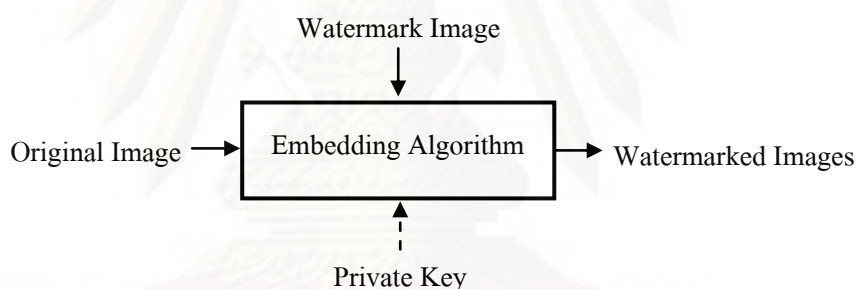 Watermark Image
Original Image
Embedding Algorithm
Watermarked Images
Private Key